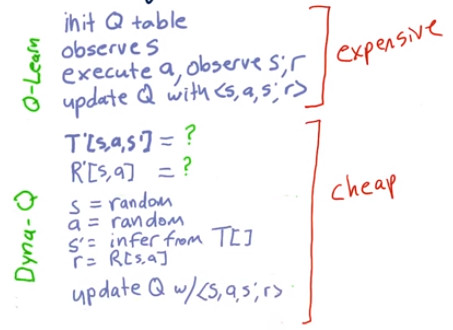 Q-Learn
init Q table
observe s
execute a, observe s', r
update Q with <s,a,s',r>
expensive
Dyna-Q
T'[s,a,s'] = ?
R'[s,a] = ?
s = random
a = random
s' = infer from T[]
r = R[s,a]
update Q w/<s,a,s',r>
cheap